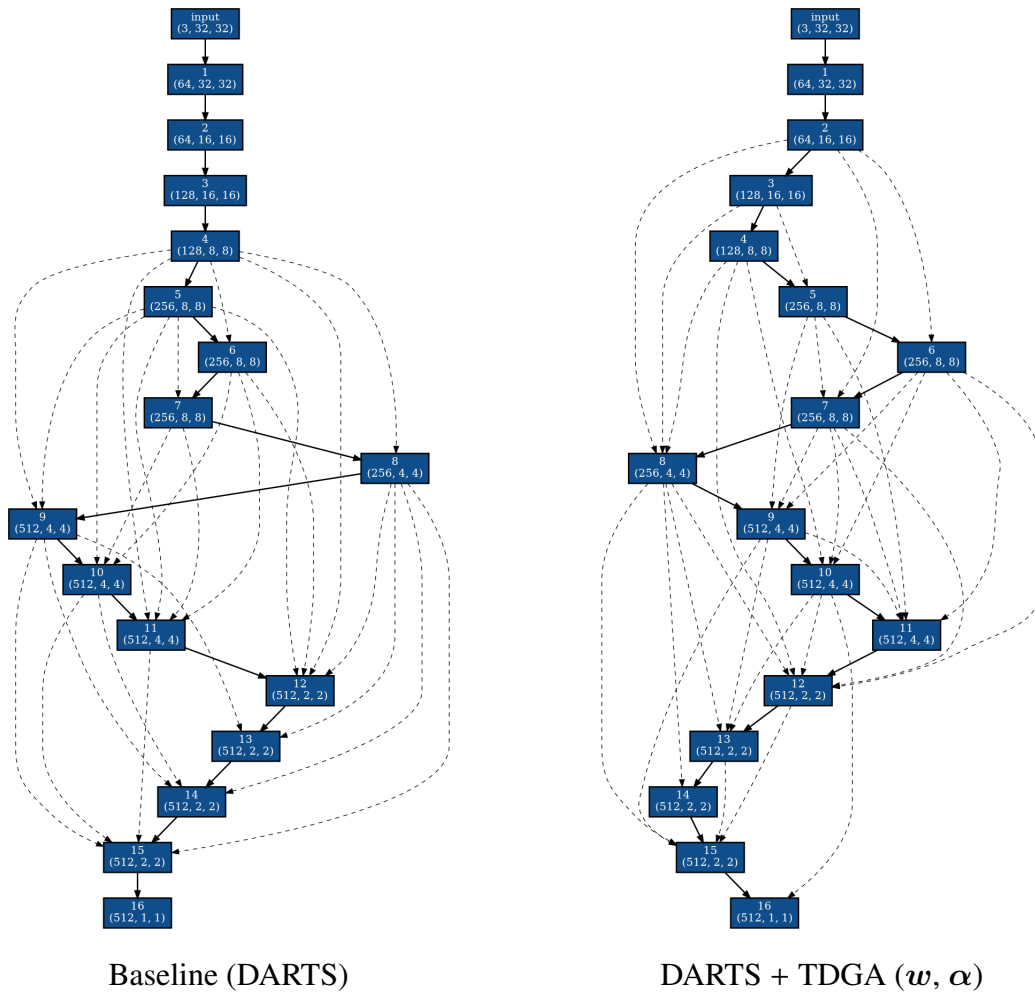 input
(3, 32, 32)
1
(64, 32, 32)
2
(64, 16, 16)
3
(128, 16, 16)
4
(128, 8, 8)
5
(256, 8, 8)
6
(256, 8, 8)
7
(256, 8, 8)
8
(256, 4, 4)
9
(512, 4, 4)
10
(512, 4, 4)
11
(512, 4, 4)
12
(512, 2, 2)
13
(512, 2, 2)
14
(512, 2, 2)
15
(512, 2, 2)
16
(512, 1, 1)
Baseline (DARTS)
input
(3, 32, 32)
1
(64, 32, 32)
2
(64, 16, 16)
3
(128, 16, 16)
4
(128, 8, 8)
5
(256, 8, 8)
6
(256, 8, 8)
7
(256, 8, 8)
8
(256, 4, 4)
9
(512, 4, 4)
10
(512, 4, 4)
11
(512, 4, 4)
12
(512, 2, 2)
13
(512, 2, 2)
14
(512, 2, 2)
15
(512, 2, 2)
16
(512, 1, 1)
DARTS + TDGA (w, α)